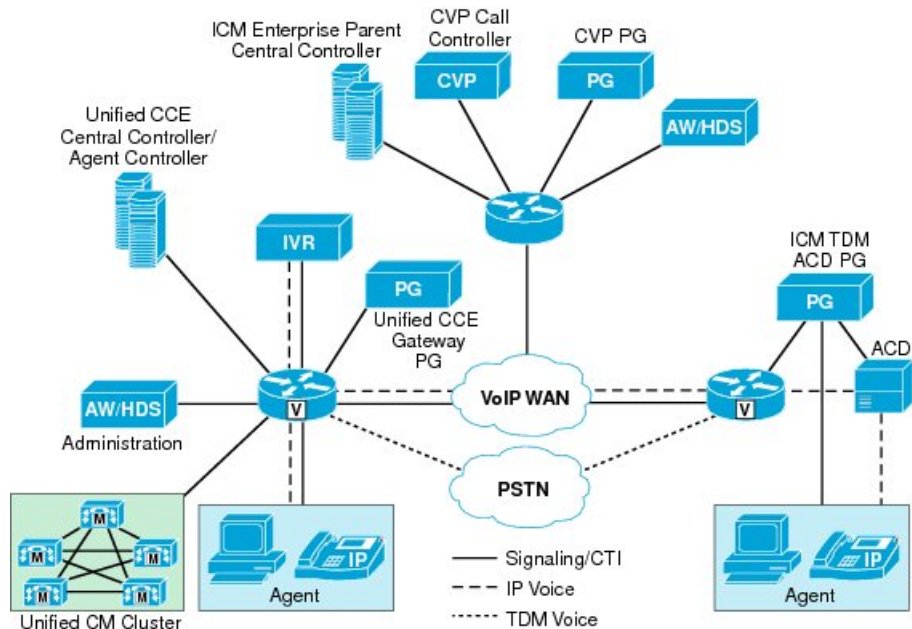 ICM Enterprise Parent
Central Controller
CVP Call
Controller
CVP PG
CVP
PG
AW/HDS
Unified CCE
Central Controller/
Agent Controller
IVR
PG
Unified CCE
Gateway
PG
ICM TDM
ACD PG
PG
ACD
AW/HDS
Administration
V
VoIP WAN
V
PSTN
M
M
M
M
M
Unified CM Cluster
IP
Agent
Signaling/CTI
IP Voice
TDM Voice
IP
Agent